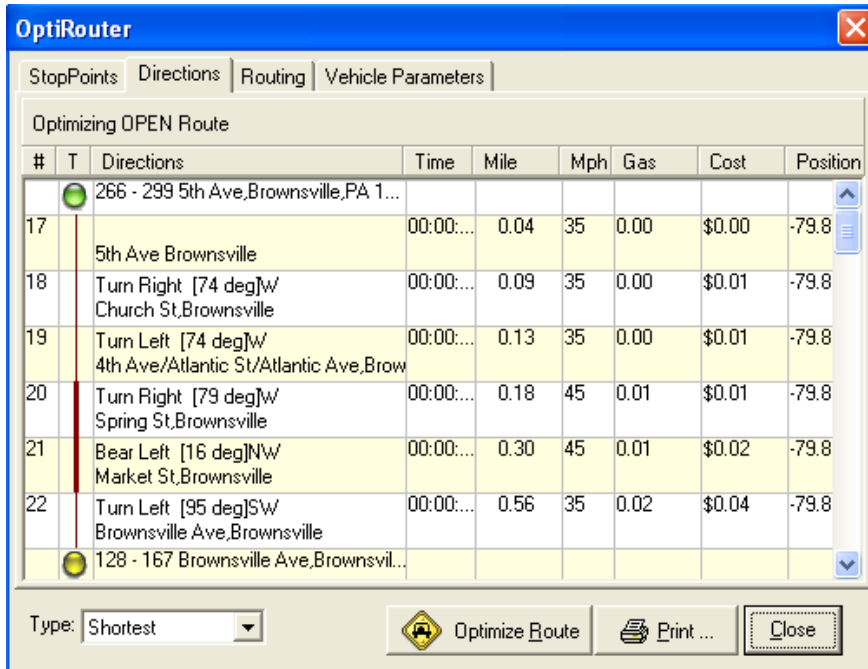 OptiRouter
StopPoints Directions Routing Vehicle Parameters
Optimizing OPEN Route
# T Directions Time Mile Mph Gas Cost Position
266 - 299 5th Ave,Brownsville,PA 1...
17 00:00:... 0.04 35 0.00 $0.00 -79.8
5th Ave Brownsville
18 Turn Right [74 deg]W 00:00:... 0.09 35 0.00 $0.01 -79.8
Church St,Brownsville
19 Turn Left [74 deg]W 00:00:... 0.13 35 0.00 $0.01 -79.8
4th Ave/Atlantic St/Atlantic Ave,Brow
20 Turn Right [79 deg]W 00:00:... 0.18 45 0.01 $0.01 -79.8
Spring St,Brownsville
21 Bear Left [16 deg]NW 00:00:... 0.30 45 0.01 $0.02 -79.8
Market St,Brownsville
22 Turn Left [95 deg]SW 00:00:... 0.56 35 0.02 $0.04 -79.8
Brownsville Ave,Brownsville
128 - 167 Brownsville Ave,Brownsvil...
Type: Shortest Optimize Route Print ... Close